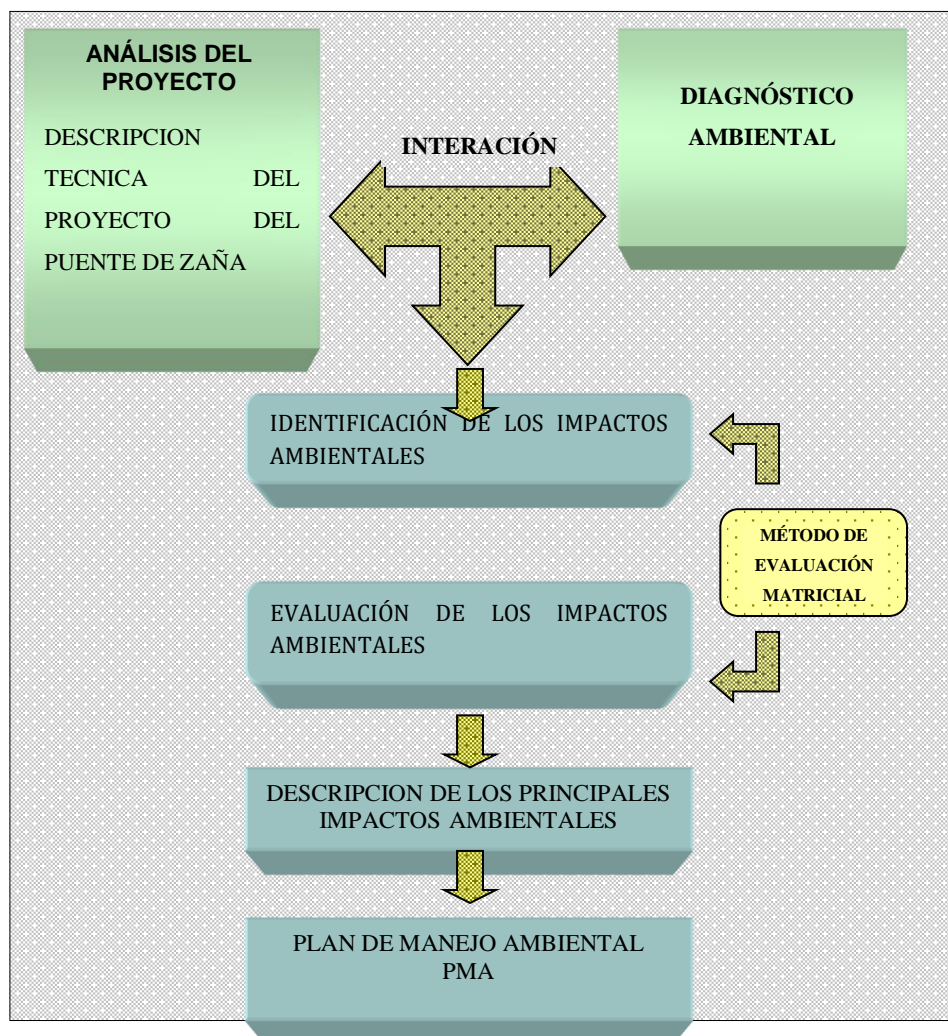 ANÁLISIS DEL
PROYECTO
DESCRIPCION
TECNICA DEL
PROYECTO DEL
PUENTE DE ZAÑA
INTERACIÓN
DIAGNÓSTICO
AMBIENTAL
IDENTIFICACIÓN DE LOS IMPACTOS
AMBIENTALES
MÉTODO DE
EVALUACIÓN
MATRICIAL
EVALUACIÓN DE LOS IMPACTOS
AMBIENTALES
DESCRIPCION DE LOS PRINCIPALES
IMPACTOS AMBIENTALES
PLAN DE MANEJO AMBIENTAL
PMA